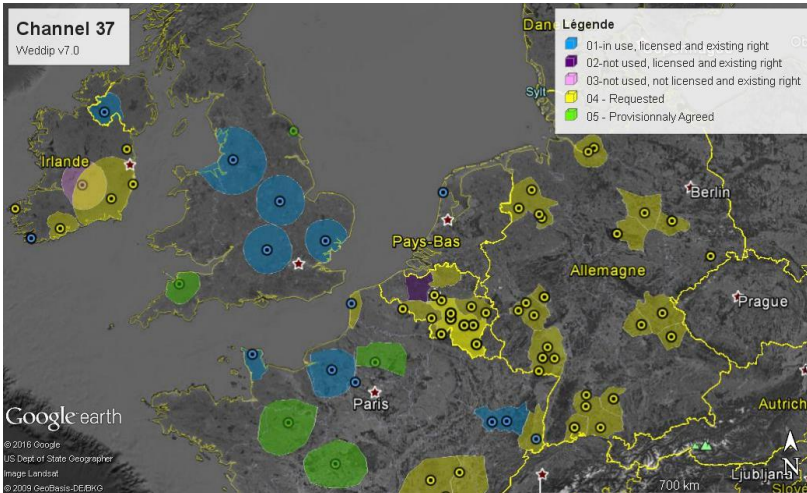 Channel 37
Weddip v7.0
Légende
01-in use, licensed and existing right
02-not used, licensed and existing right
03-not used, not licensed and existing right
04 - Requested
05 - Provisionnaly Agreed
Dan
Sylt
Irlande
Berlin
Pays-Bas
Allemagne
Prague
Paris
Autrich
Google earth
© 2016 Google
US Dept of State Geographer
Image Landsat
© 2009 GeoBasis-DE/BKG
700 km
N
Ljubljana
Slove